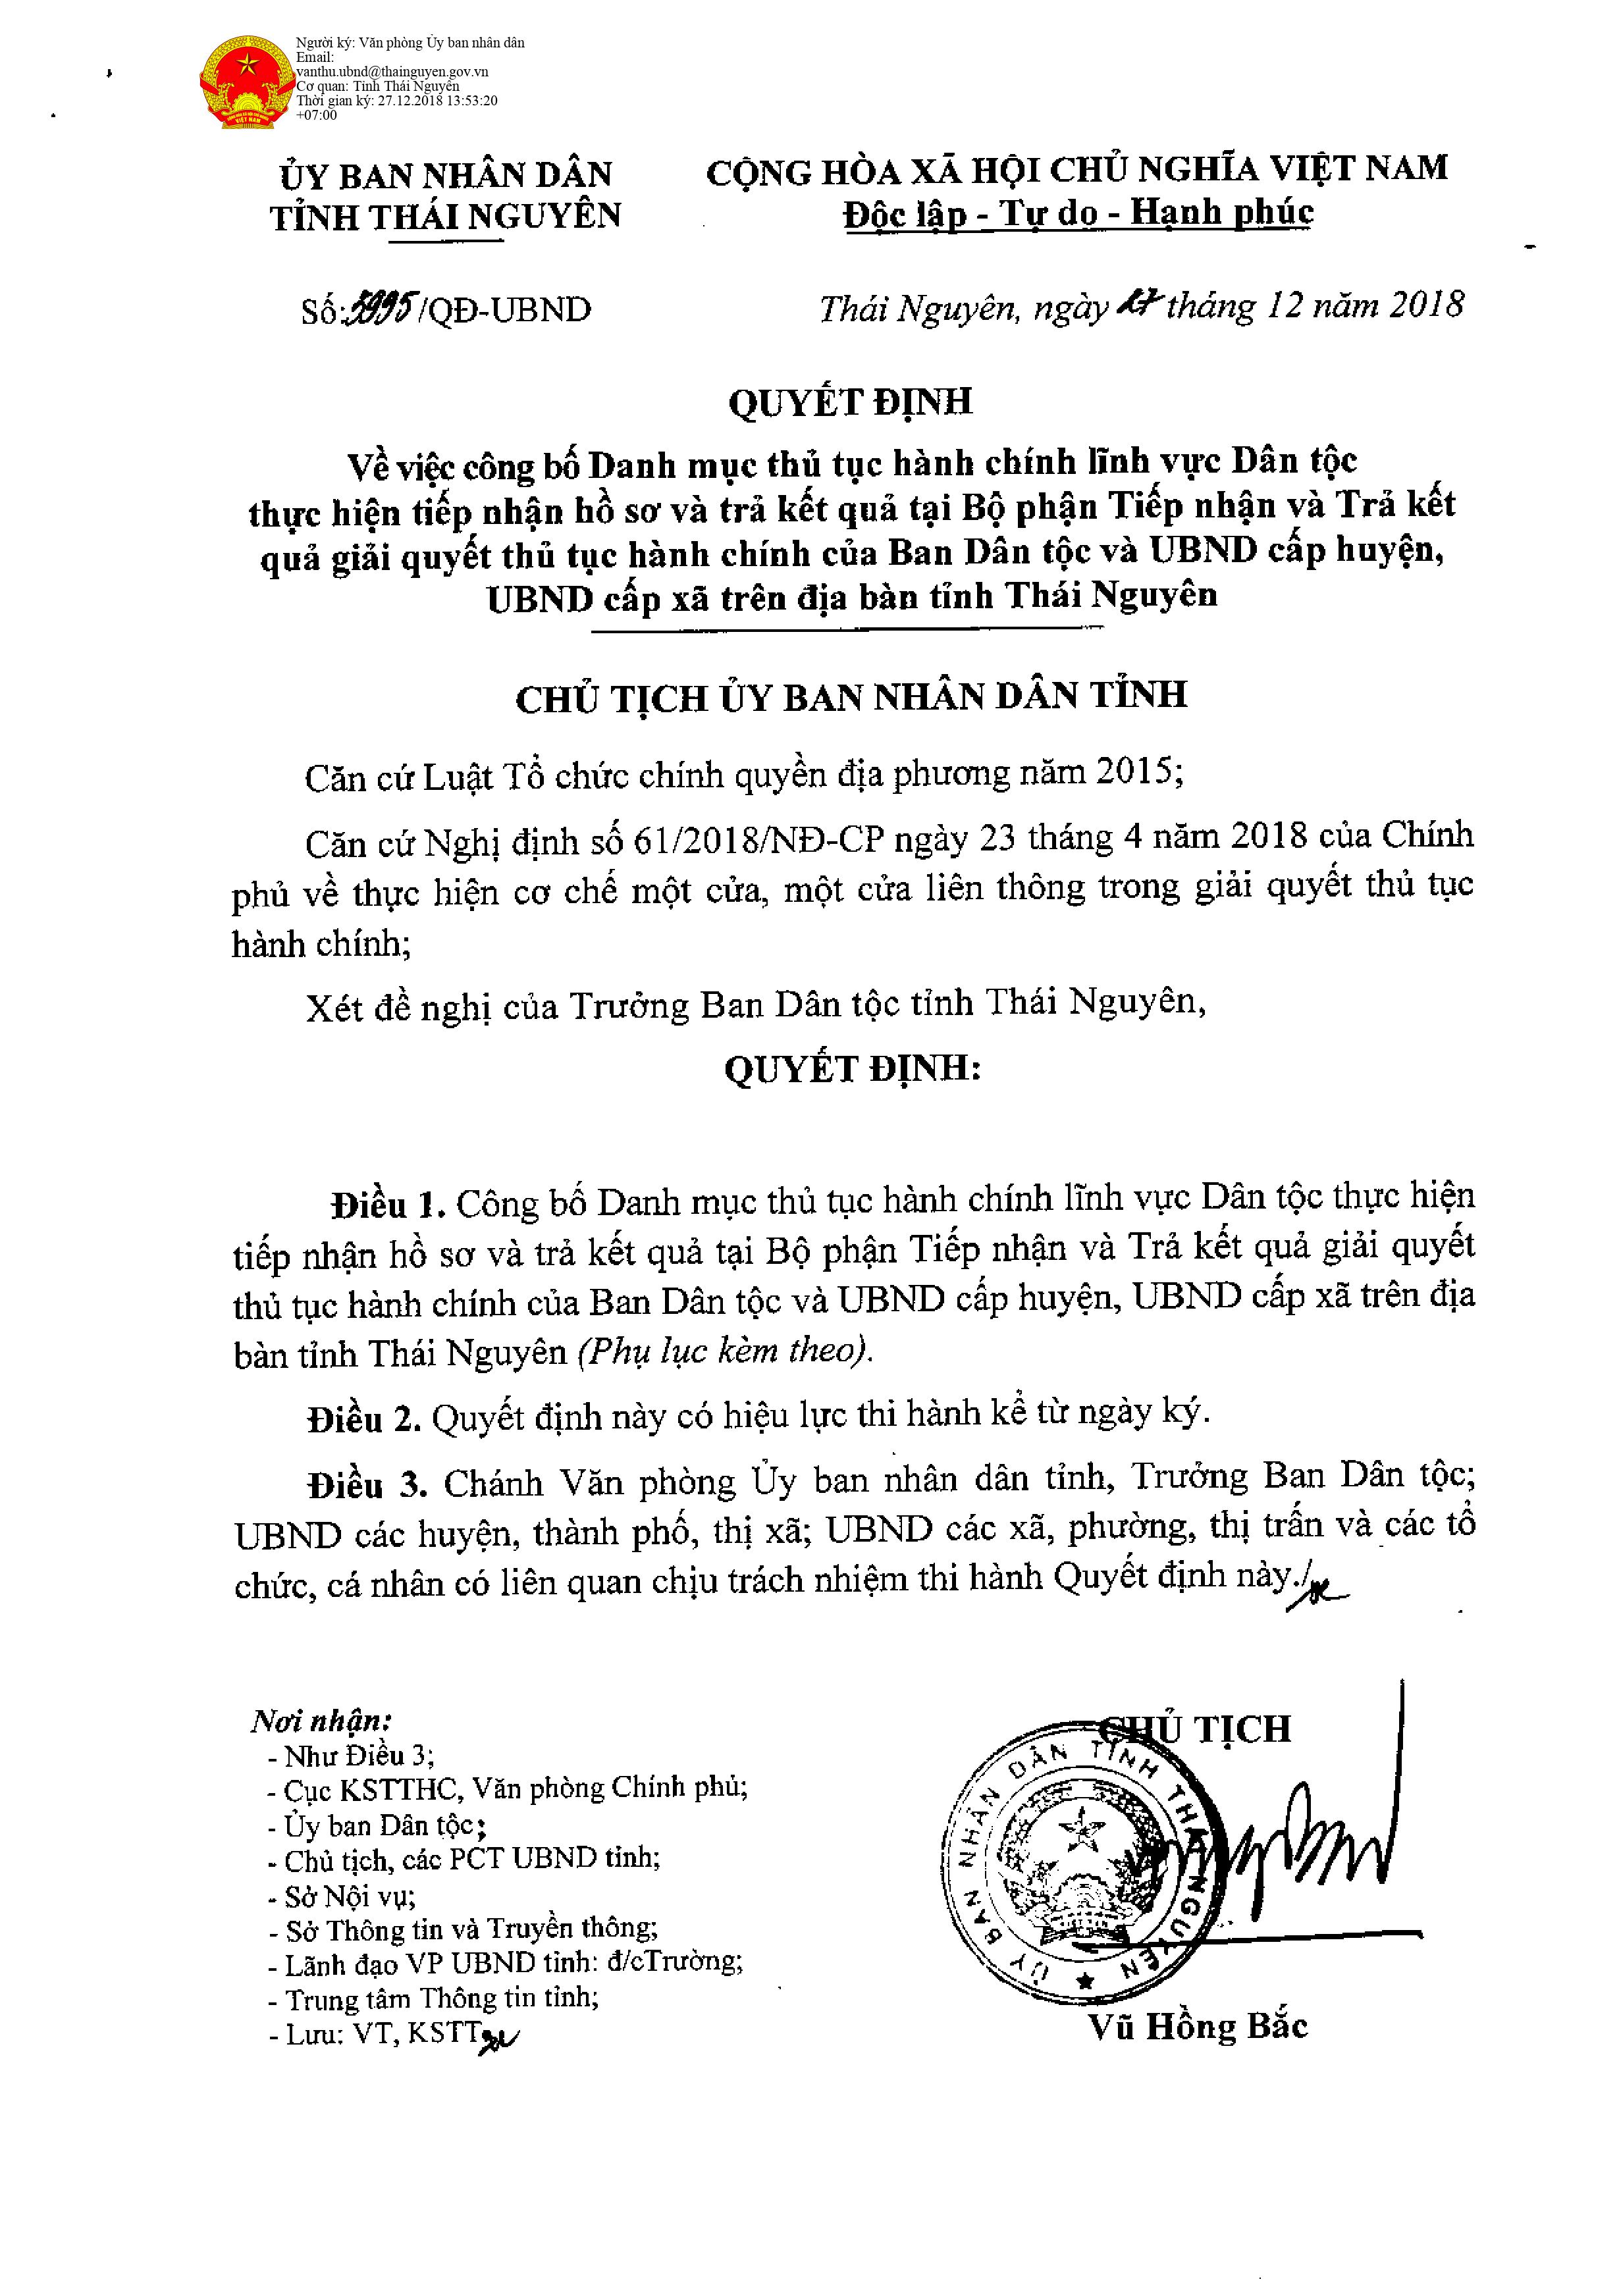 Người ký: Văn phòng Ủy ban nhân dân
Email:
vanthu.ubnd@thainguyen.gov.vn
Cơ quan: Tỉnh Thái Nguyên
Thời gian ký: 27.12.2018 13:53:20
+07:00
ỦY BAN NHÂN DÂN
TỈNH THÁI NGUYÊN
CỘNG HÒA XÃ HỘI CHỦ NGHĨA VIỆT NAM
Độc lập - Tự do - Hạnh phúc
Số: 3995/QĐ-UBND
Thái Nguyên, ngày 27 tháng 12 năm 2018
QUYẾT ĐỊNH
Về việc công bố Danh mục thủ tục hành chính lĩnh vực Dân tộc
thực hiện tiếp nhận hồ sơ và trả kết quả tại Bộ phận Tiếp nhận và Trả kết
quả giải quyết thủ tục hành chính của Ban Dân tộc và UBND cấp huyện,
UBND cấp xã trên địa bàn tỉnh Thái Nguyên
CHỦ TỊCH ỦY BAN NHÂN DÂN TỈNH
Căn cứ Luật Tổ chức chính quyền địa phương năm 2015;
Căn cứ Nghị định số 61/2018/NĐ-CP ngày 23 tháng 4 năm 2018 của Chính
phủ về thực hiện cơ chế một cửa, một cửa liên thông trong giải quyết thủ tục
hành chính;
Xét đề nghị của Trưởng Ban Dân tộc tỉnh Thái Nguyên,
QUYẾT ĐỊNH:
Điều 1. Công bố Danh mục thủ tục hành chính lĩnh vực Dân tộc thực hiện
tiếp nhận hồ sơ và trả kết quả tại Bộ phận Tiếp nhận và Trả kết quả giải quyết
thủ tục hành chính của Ban Dân tộc và UBND cấp huyện, UBND cấp xã trên địa
bàn tỉnh Thái Nguyên (Phụ lục kèm theo).
Điều 2. Quyết định này có hiệu lực thi hành kể từ ngày ký.
Điều 3. Chánh Văn phòng Ủy ban nhân dân tỉnh, Trưởng Ban Dân tộc;
UBND các huyện, thành phố, thị xã; UBND các xã, phường, thị trấn và các tổ
chức, cá nhân có liên quan chịu trách nhiệm thi hành Quyết định này./.
Nơi nhận:
- Như Điều 3;
- Cục KSTTHC, Văn phòng Chính phủ;
- Ủy ban Dân tộc;
- Chủ tịch, các PCT UBND tỉnh;
- Sở Nội vụ;
- Sở Thông tin và Truyền thông;
- Lãnh đạo VP UBND tỉnh: đ/cTrường;
- Trung tâm Thông tin tỉnh;
- Lưu: VT, KSTT
CHỦ TỊCH
ỦY BAN NHÂN DÂN TỈNH THÁI NGUYÊN
Vũ Hồng Bắc